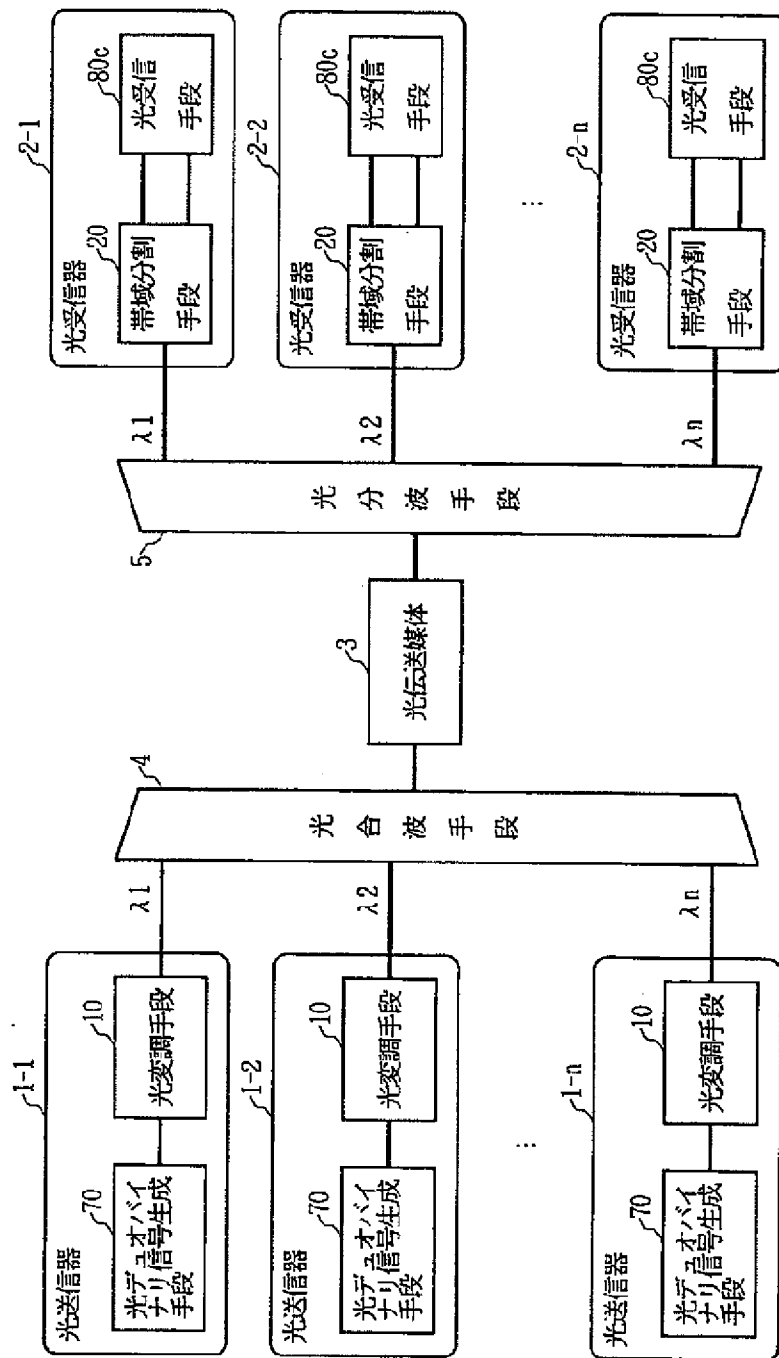 光送信器
1-1
70
光デュオバイ
ナリ信号生成
手段
10
光変調手段
λ1
光送信器
1-2
70
光デュオバイ
ナリ信号生成
手段
10
光変調手段
λ2
⋮
光送信器
1-n
70
光デュオバイ
ナリ信号生成
手段
10
光変調手段
λn
4
光合波手段
3
光伝送媒体
5
光分波手段
λ1
光受信器
2-1
20
帯域分割
手段
80c
光受信
手段
λ2
光受信器
2-2
20
帯域分割
手段
80c
光受信
手段
⋮
λn
光受信器
2-n
20
帯域分割
手段
80c
光受信
手段